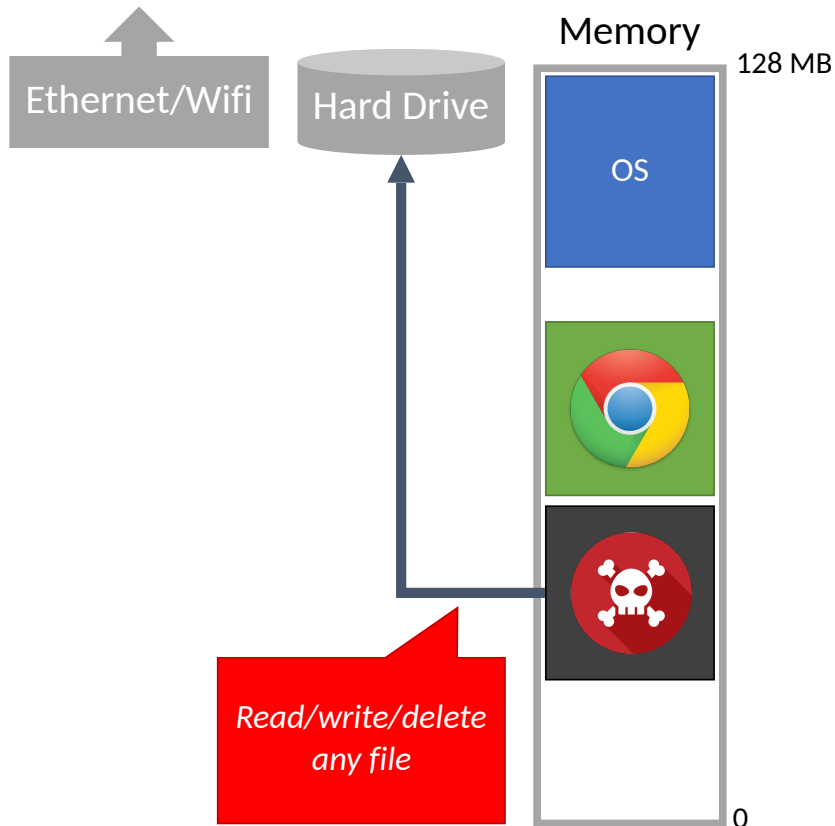 Memory
128 MB
Ethernet/Wifi
Hard Drive
OS
Read/write/delete
any file
0